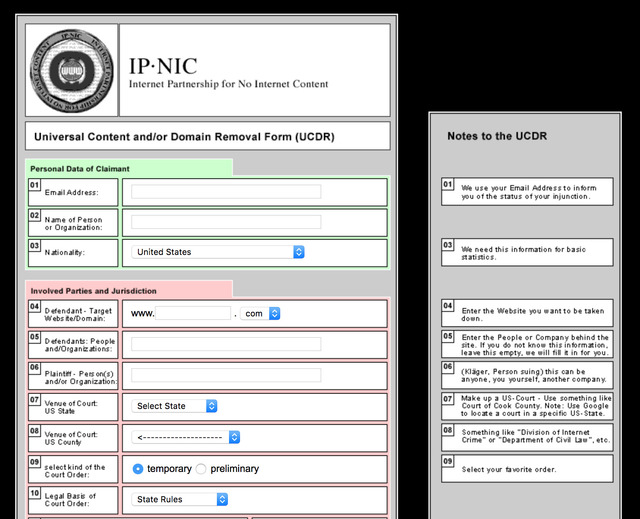 IP·NIC
Internet Partnership for No Internet Content
WWW
Universal Content and/or Domain Removal Form (UCDR)
Personal Data of Claimant
01
Email Address:
02
Name of Person
or Organization:
03
Nationality:
United States
Involved Parties and Jurisdiction
04
Defendant - Target
Website/Domain:
www.
. com
05
Defendants: People
and/Organizations:
06
Plaintiff - Person(s)
and/or Organization:
07
Venue of Court:
US State
Select State
08
Venue of Court:
US County
<--------------------
09
select kind of the
Court Order:
temporary preliminary
10
Legal Basis of
Court Order:
State Rules
Notes to the UCDR
01
We use your Email Address to inform
you of the status of your injunction.
03
We need this information for basic
statistics.
04
Enter the Website you want to be taken
down.
05
Enter the People or Company behind the
site. If you do not know this information,
leave this empty, we will fill it in for you.
06
(Kläger, Person suing) this can be
anyone, you yourself, another company.
07
Make up a US-Court - Use something like
Court of Cook County. Note: Use Google
to locate a court in a specific US-State.
08
Something like "Division of Internet
Crime" or "Department of Civil Law", etc.
09
Select your favorite order.